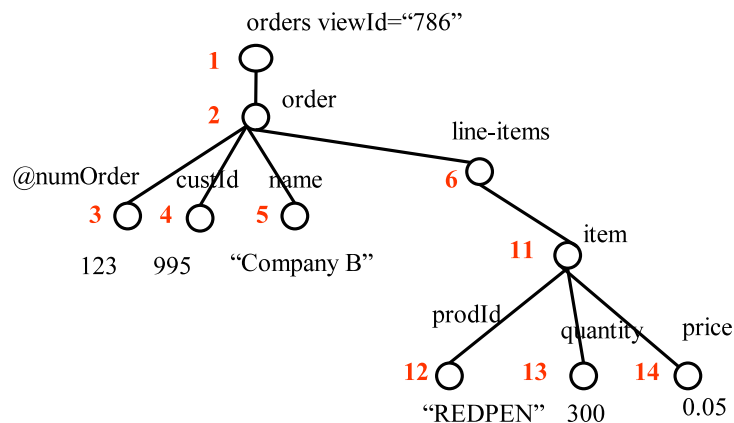 orders viewId=“786”
1
order
2
line-items
@numOrder custId name
6
3 4 5
item
11
123 995 “Company B”
prodId quantity price
12 13 14
“REDPEN” 300 0.05